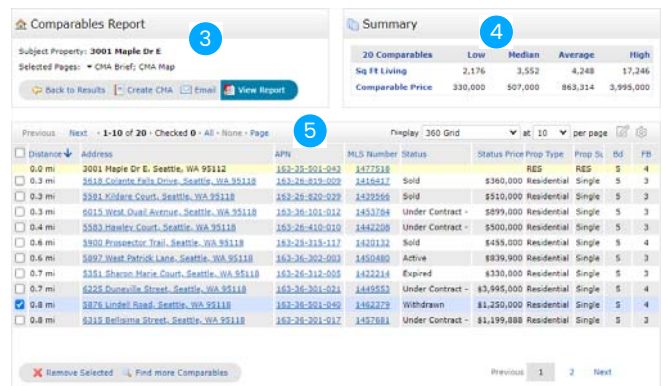 Comparables Report
3
Subject Property: 3001 Maple Dr E
Selected Pages: CMA Brief; CMA Map
Back to Results Create CMA Email View Report
Summary
4
20 Comparables Low Median Average High
Sq Ft Living 2,176 3,552 4,248 17,246
Comparable Price 330,000 507,000 863,314 3,995,000
Previous Next · 1-10 of 20 · Checked 0 · All · None · Page
5
Display 360 Grid at 10 per page
Distance Address APN MLS Number Status Status Price Prop Type Prop Su Bd FB
0.0 mi 3001 Maple Dr E. Seattle, WA 95112 163-35-501-043 1477518 RES RES 5 4
0.3 mi 5618 Colante Falls Drive, Seattle, WA 95118 163-26-819-009 1416417 Sold $360,000 Residential Single 5 3
0.3 mi 5581 Kildare Court, Seattle, WA 95118 163-26-820-039 1439566 Sold $510,000 Residential Single 5 3
0.3 mi 6015 West Quail Avenue, Seattle, WA 95118 163-36-101-012 1453784 Under Contract - $899,000 Residential Single 5 3
0.4 mi 5583 Hawley Court, Seattle, WA 95118 163-26-410-010 1442208 Under Contract - $500,000 Residential Single 5 3
0.6 mi 5900 Prospector Trail, Seattle, WA 95118 163-25-315-117 1420132 Sold $455,000 Residential Single 5 4
0.6 mi 5897 West Patrick Lane, Seattle, WA 95118 163-36-302-003 1450480 Active $839,900 Residential Single 5 3
0.7 mi 5351 Sharon Marie Court, Seattle, WA 95118 163-26-312-005 1422214 Expired $330,000 Residential Single 5 3
0.7 mi 6225 Duneville Street, Seattle, WA 95118 163-36-301-021 1449553 Under Contract - $3,995,000 Residential Single 5 4
0.8 mi 5876 Lindell Road, Seattle, WA 95118 163-36-501-040 1462379 Withdrawn $1,250,000 Residential Single 5 4
0.8 mi 6315 Bellisima Street, Seattle, WA 95118 163-36-301-017 1457681 Under Contract - $1,199,888 Residential Single 5 3
Remove Selected Find more Comparables
Previous 1 2 Next